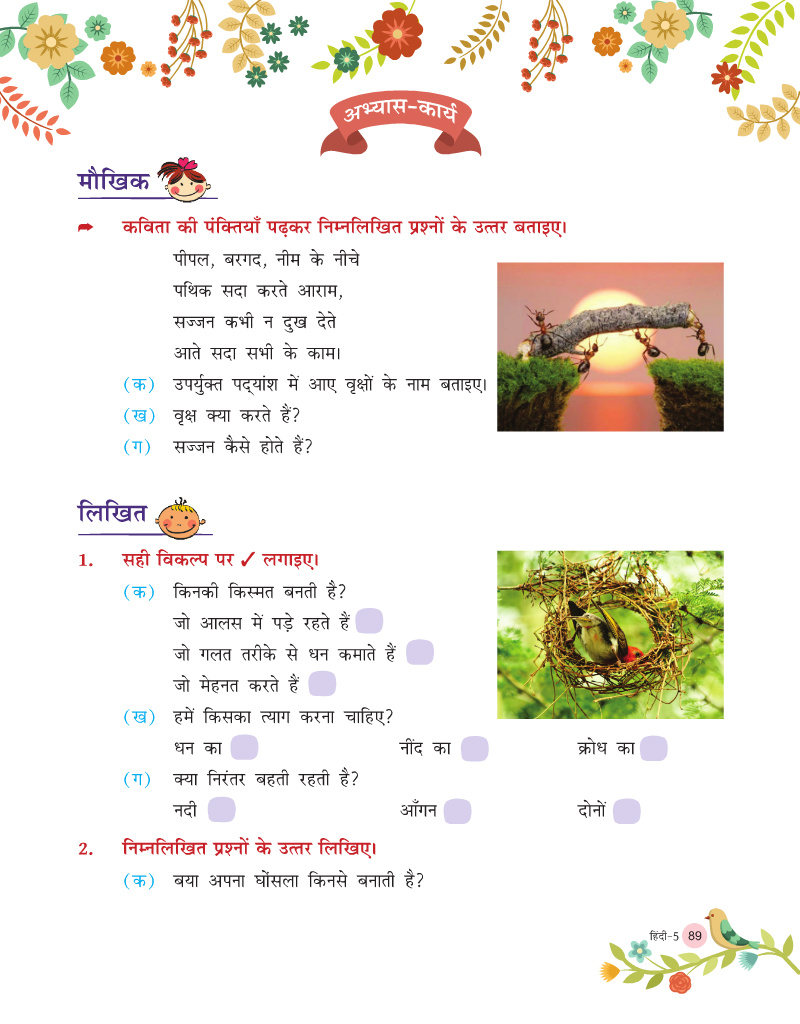 अभ्यास-कार्य
मौखिक
➦ कविता की पंक्तियाँ पढ़कर निम्नलिखित प्रश्नों के उत्तर बताइए।
पीपल, बरगद, नीम के नीचे
पथिक सदा करते आराम,
सज्जन कभी न दुख देते
आते सदा सभी के काम।
(क) उपर्युक्त पद्‌यांश में आए वृक्षों के नाम बताइए।
(ख) वृक्ष क्या करते हैं?
(ग) सज्जन कैसे होते हैं?
लिखित
1. सही विकल्प पर ✓ लगाइए।
(क) किनकी किस्मत बनती है?
जो आलस में पड़े रहते हैं
जो गलत तरीके से धन कमाते हैं
जो मेहनत करते हैं
(ख) हमें किसका त्याग करना चाहिए?
धन का नींद का क्रोध का
(ग) क्या निरंतर बहती रहती है?
नदी आँगन दोनों
2. निम्नलिखित प्रश्नों के उत्तर लिखिए।
(क) बया अपना घोंसला किनसे बनाती है?
हिंदी-5 89